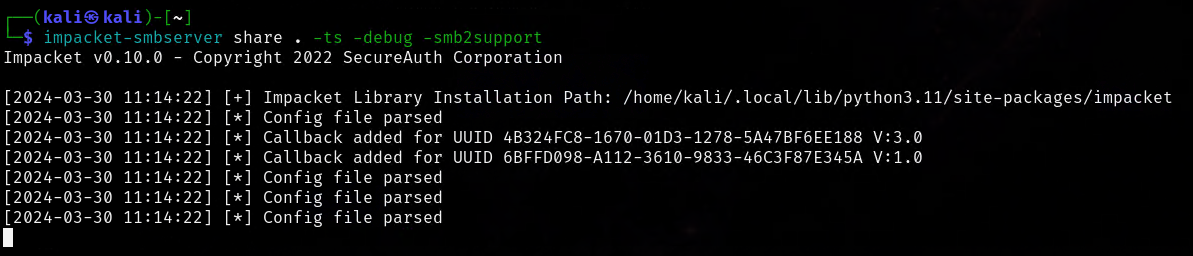 ┌──(kali㉿kali)-[~]
└─$ impacket-smbserver share . -ts -debug -smb2support
Impacket v0.10.0 - Copyright 2022 SecureAuth Corporation

[2024-03-30 11:14:22] [+] Impacket Library Installation Path: /home/kali/.local/lib/python3.11/site-packages/impacket
[2024-03-30 11:14:22] [*] Config file parsed
[2024-03-30 11:14:22] [*] Callback added for UUID 4B324FC8-1670-01D3-1278-5A47BF6EE188 V:3.0
[2024-03-30 11:14:22] [*] Callback added for UUID 6BFFD098-A112-3610-9833-46C3F87E345A V:1.0
[2024-03-30 11:14:22] [*] Config file parsed
[2024-03-30 11:14:22] [*] Config file parsed
[2024-03-30 11:14:22] [*] Config file parsed